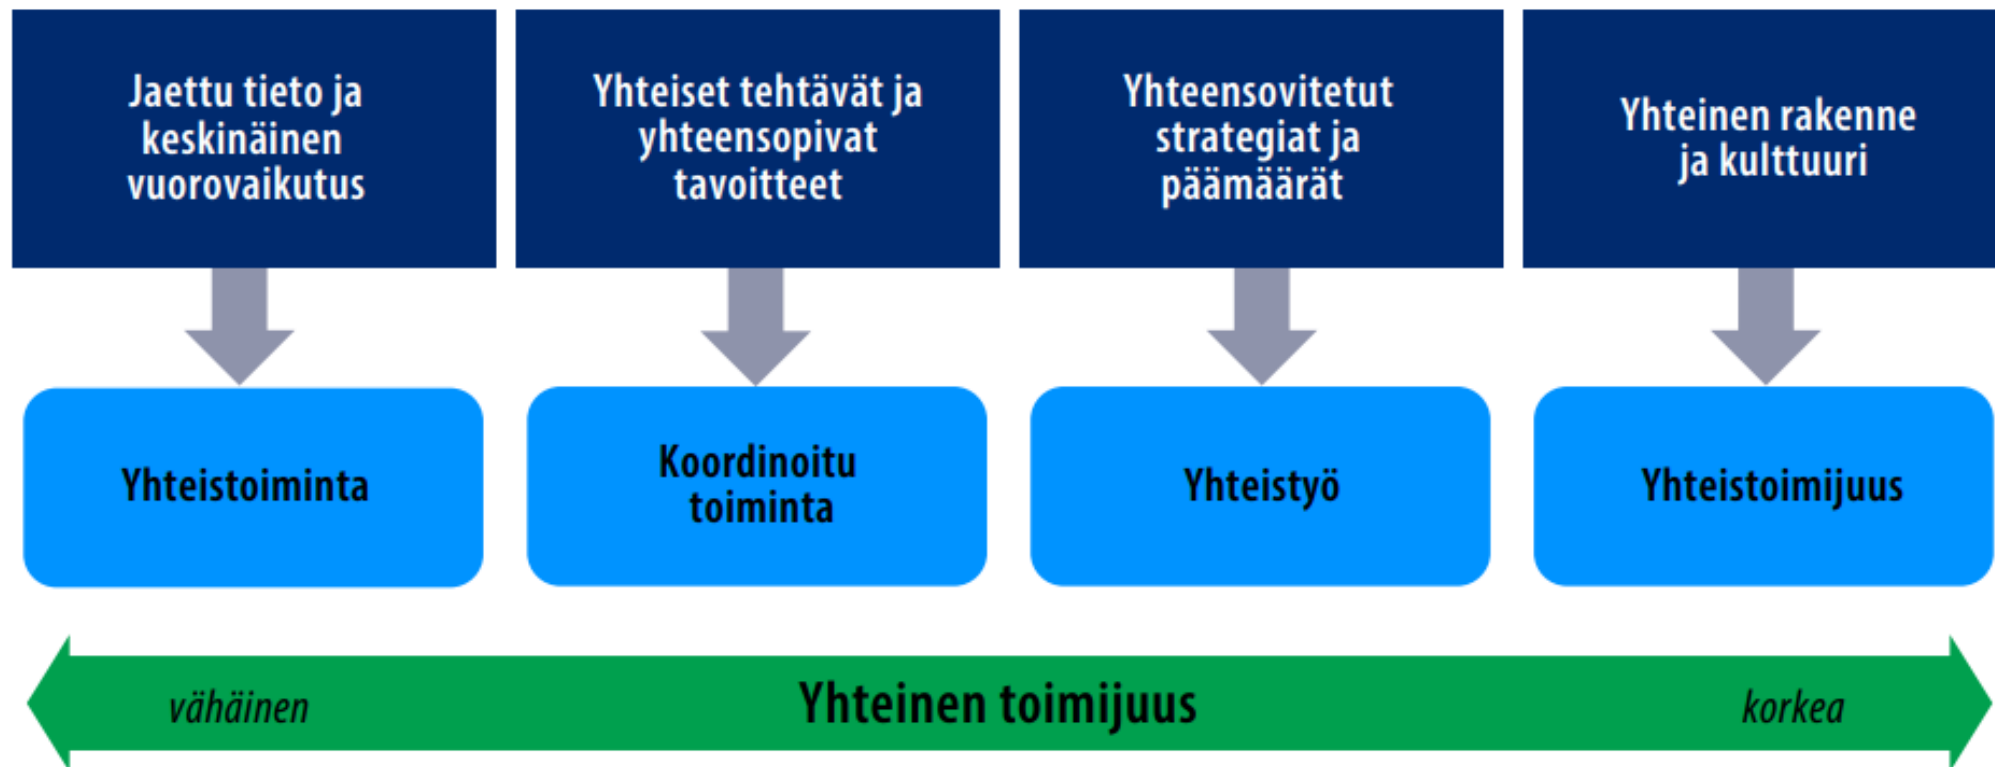 Jaettu tieto ja
keskinäinen
vuorovaikutus
Yhteiset tehtävät ja
yhteensopivat
tavoitteet
Yhteensovitetut
strategiat ja
päämäärät
Yhteinen rakenne
ja kulttuuri
Yhteistoiminta
Koordinoitu
toiminta
Yhteistyö
Yhteistoimijuus
vähäinen
Yhteinen toimijuus
korkea